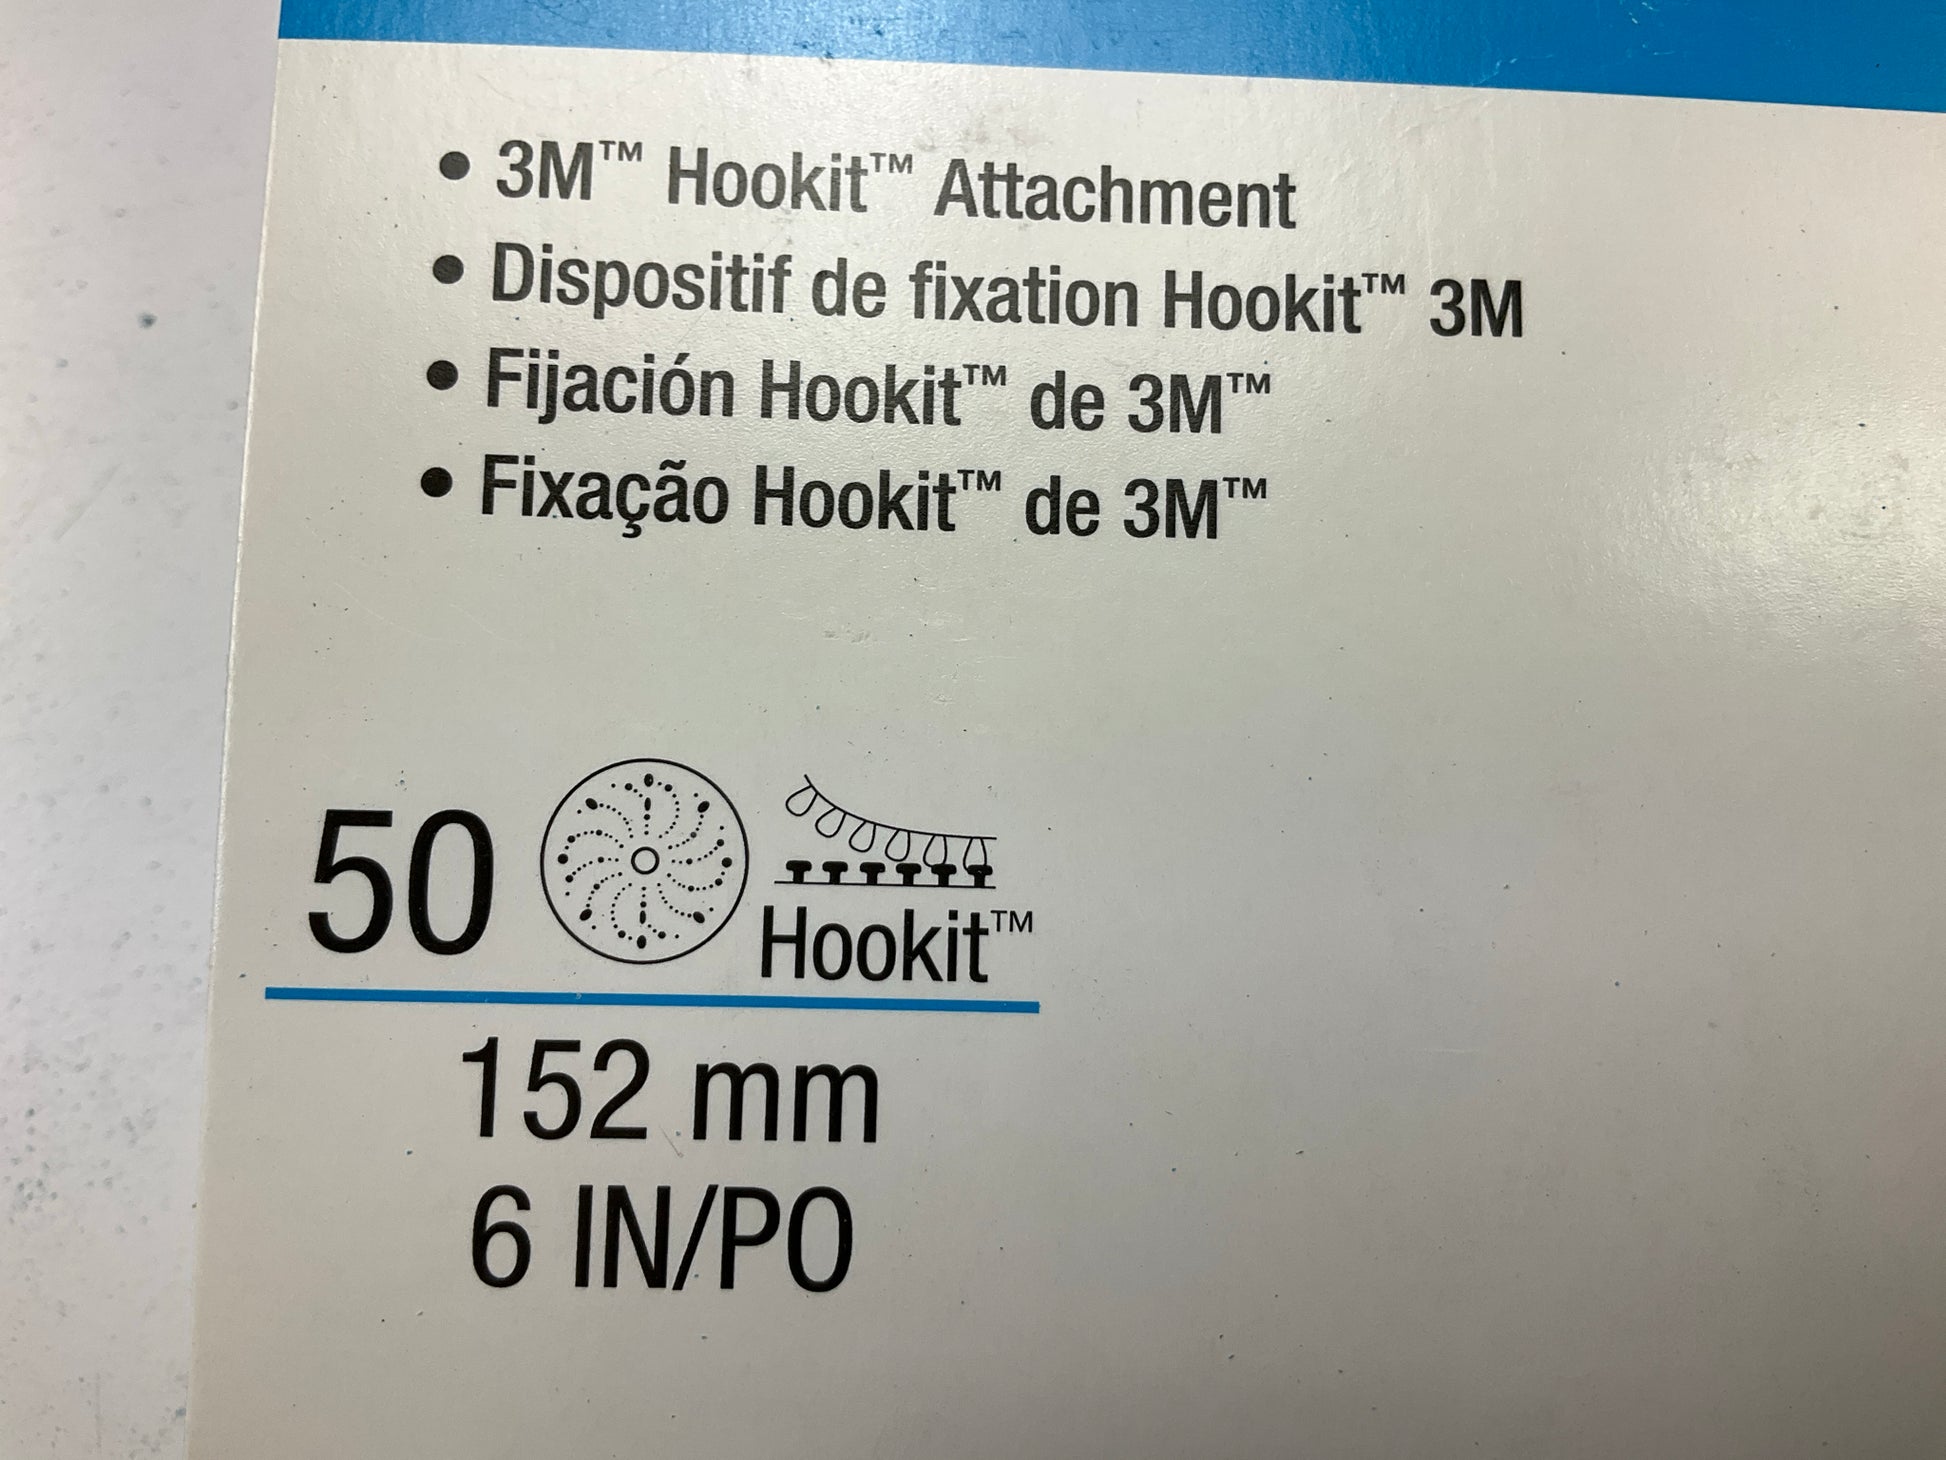 • 3M™ Hookit™ Attachment
• Dispositif de fixation Hookit™ 3M
• Fijación Hookit™ de 3M™
• Fixação Hookit™ de 3M™
50
Hookit™
152 mm
6 IN/PO